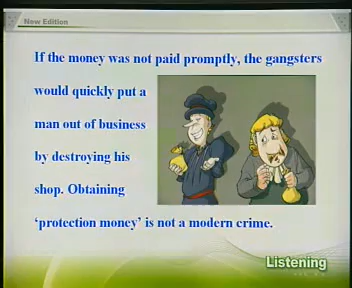 New Edition
If the money was not paid promptly, the gangsters
would quickly put a
man out of business
by destroying his
shop. Obtaining
‘protection money’ is not a modern crime.
Listening